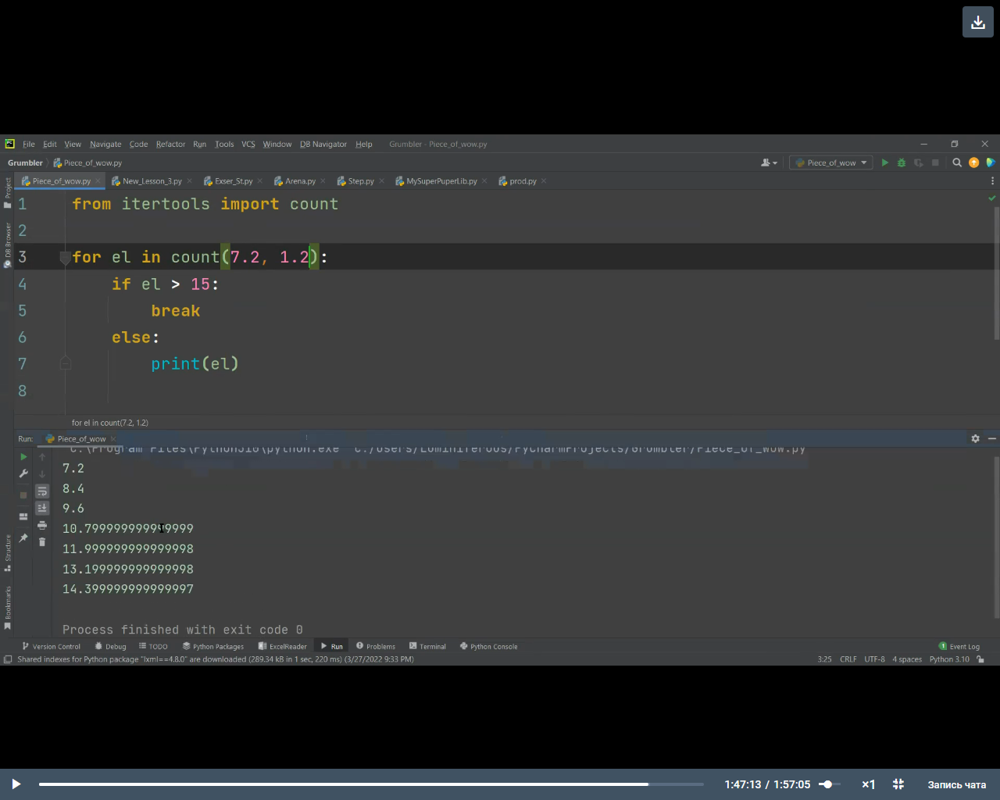 File Edit View Navigate Code Refactor Run Tools VCS Window DB Navigator Help Grumbler - Piece_of_wow.py
Grumbler Piece_of_wow.py Piece_of_wow
Piece_of_wow.py New_Lesson_3.py Exser_St.py Arena.py Step.py MySuperPuperLib.py prod.py
Project
DB Browser
1 from itertools import count
2
3 for el in count(7.2, 1.2):
4 if el > 15:
5 break
6 else:
7 print(el)
8
for el in count(7.2, 1.2)
Run: Piece_of_wow
"C:\Program Files\Python310\python.exe" C:/Users/Luminiferous/PycharmProjects/Grumbler/Piece_of_wow.py
7.2
8.4
9.6
10.799999999999999
11.999999999999998
13.199999999999998
14.399999999999997
Process finished with exit code 0
Structure
Bookmarks
Version Control Debug TODO Python Packages ExcelReader Run Problems Terminal Python Console 1 Event Log
Shared indexes for Python package "lxml==4.8.0" are downloaded (289.34 kB in 1 sec, 220 ms) (3/27/2022 9:33 PM) 3:25 CRLF UTF-8 4 spaces Python 3.10
1:47:13 / 1:57:05 ×1 Запись чата